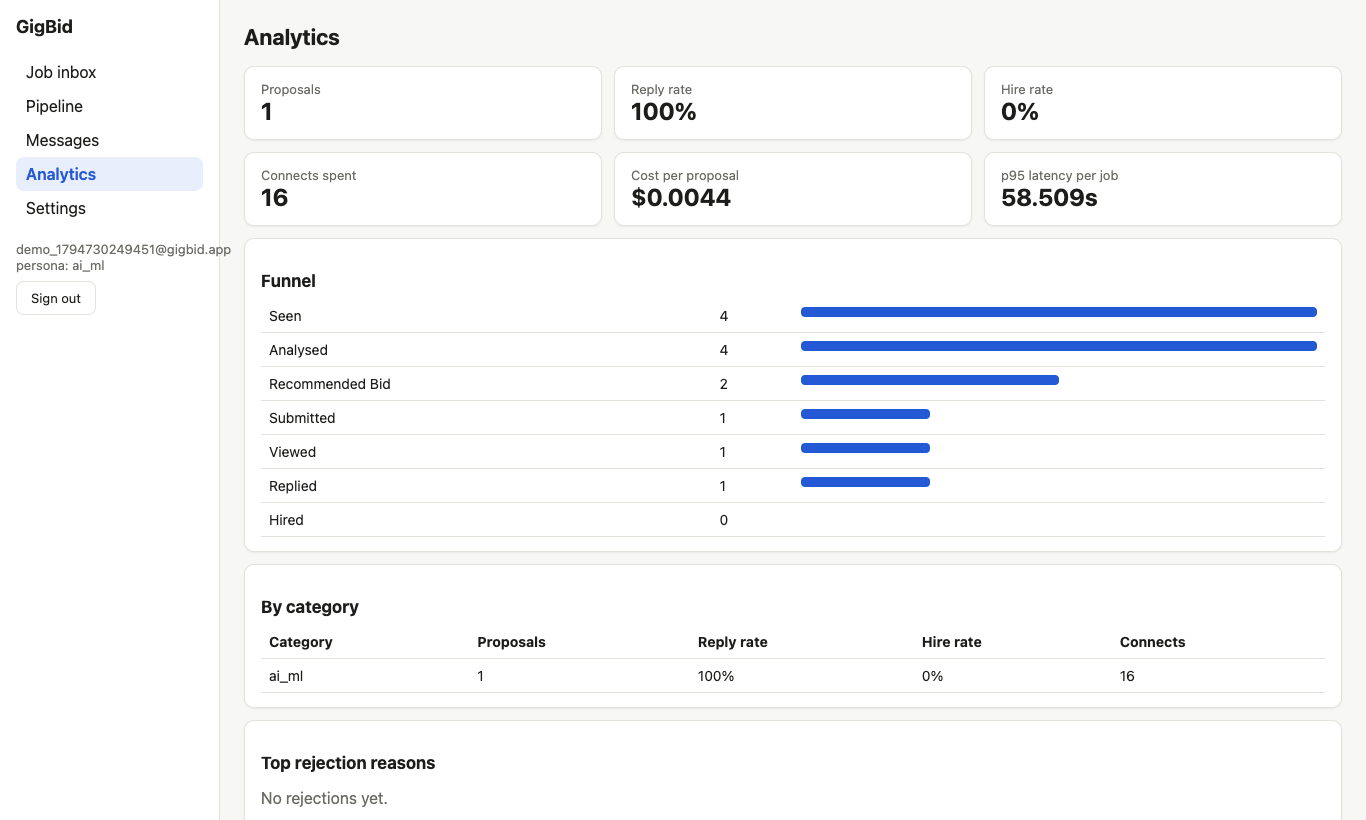 GigBid
Job inbox
Pipeline
Messages
Analytics
Settings
demo_1794730249451@gigbid.app
persona: ai_ml
Sign out
Analytics
Proposals
1
Reply rate
100%
Hire rate
0%
Connects spent
16
Cost per proposal
$0.0044
p95 latency per job
58.509s
Funnel
Seen 4
Analysed 4
Recommended Bid 2
Submitted 1
Viewed 1
Replied 1
Hired 0
By category
Category Proposals Reply rate Hire rate Connects
ai_ml 1 100% 0% 16
Top rejection reasons
No rejections yet.